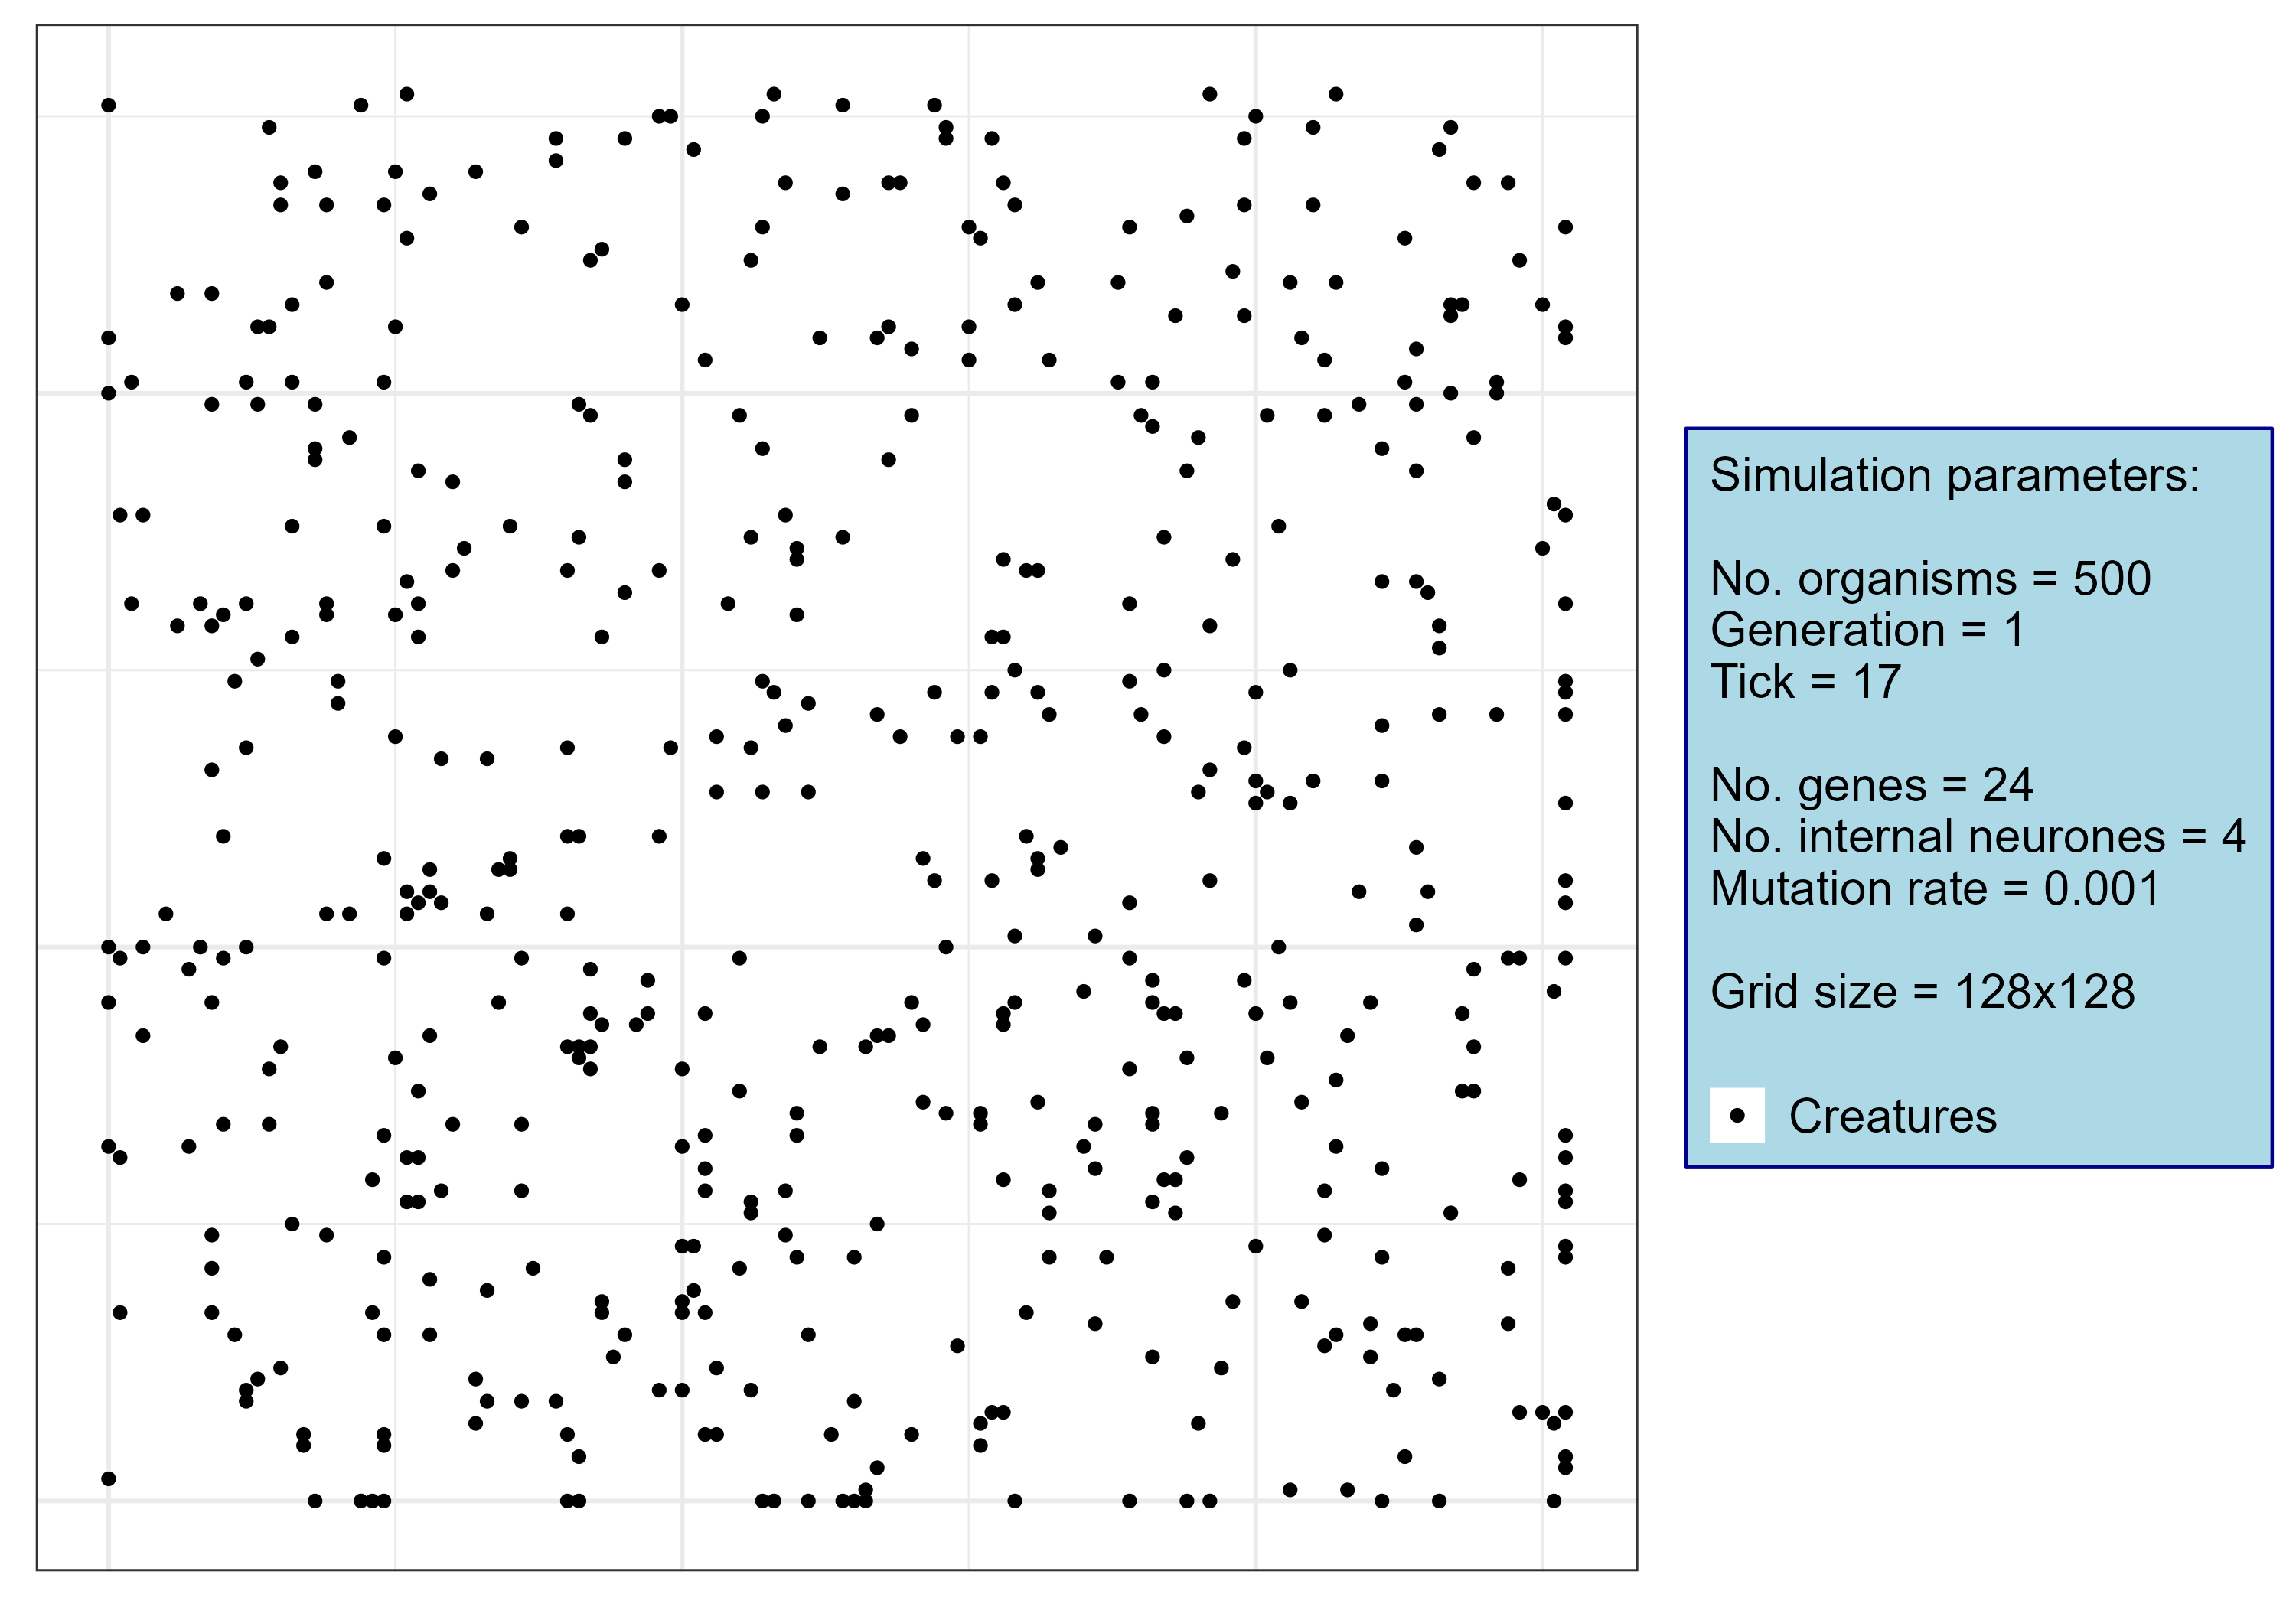 Simulation parameters:
No. organisms = 500
Generation = 1
Tick = 17
No. genes = 24
No. internal neurones = 4
Mutation rate = 0.001
Grid size = 128x128
Creatures